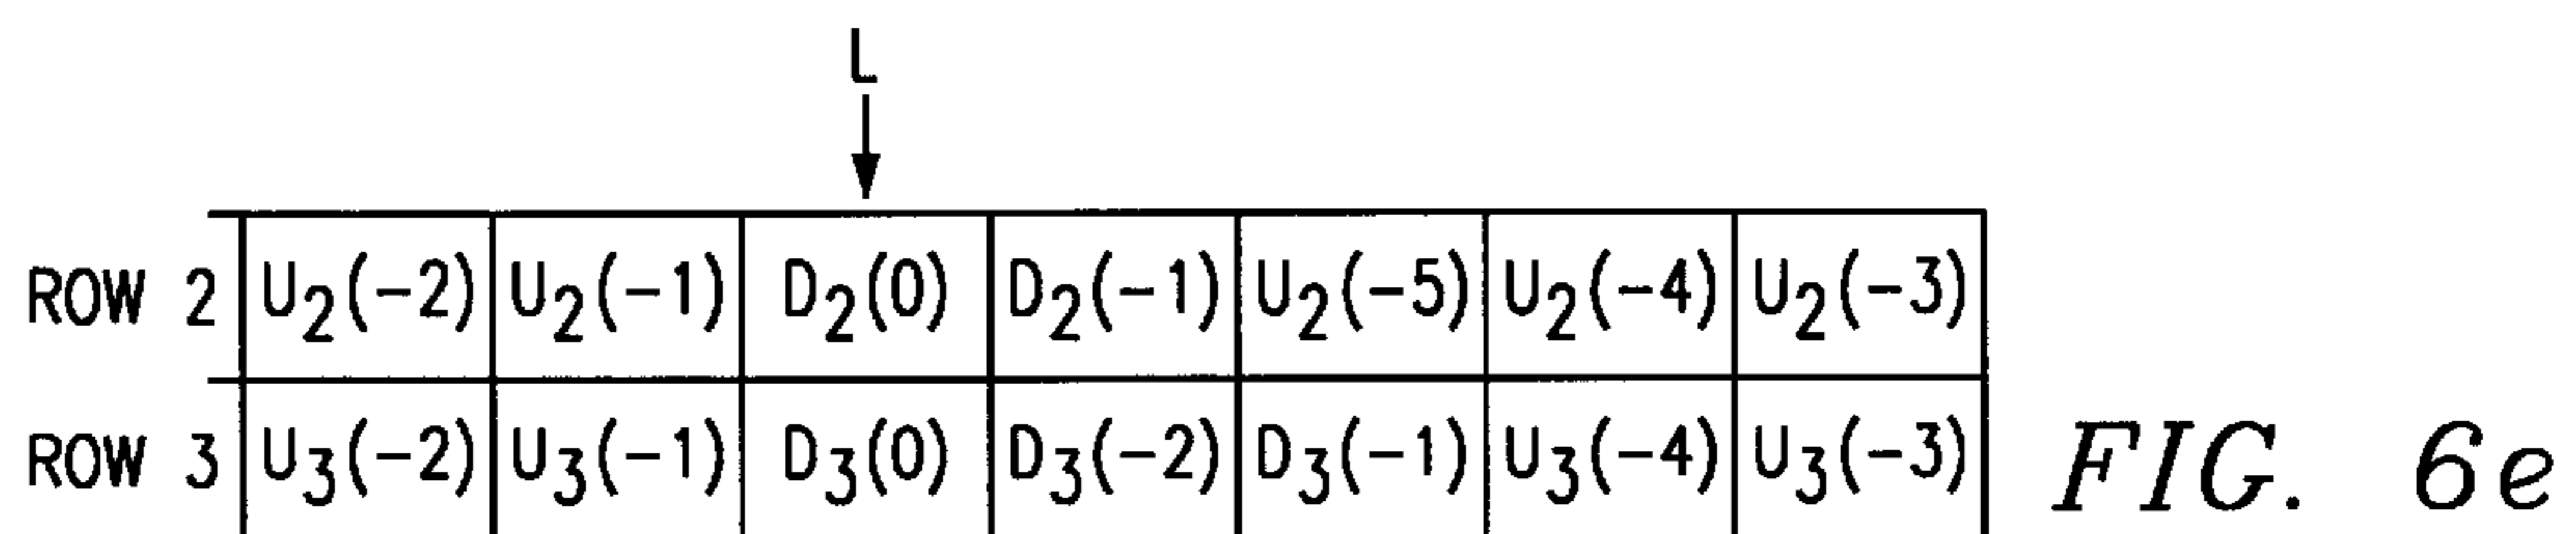 L
ROW 2 U₂(−2) U₂(−1) D₂(0) D₂(−1) U₂(−5) U₂(−4) U₂(−3)
ROW 3 U₃(−2) U₃(−1) D₃(0) D₃(−2) D₃(−1) U₃(−4) U₃(−3) FIG. 6e